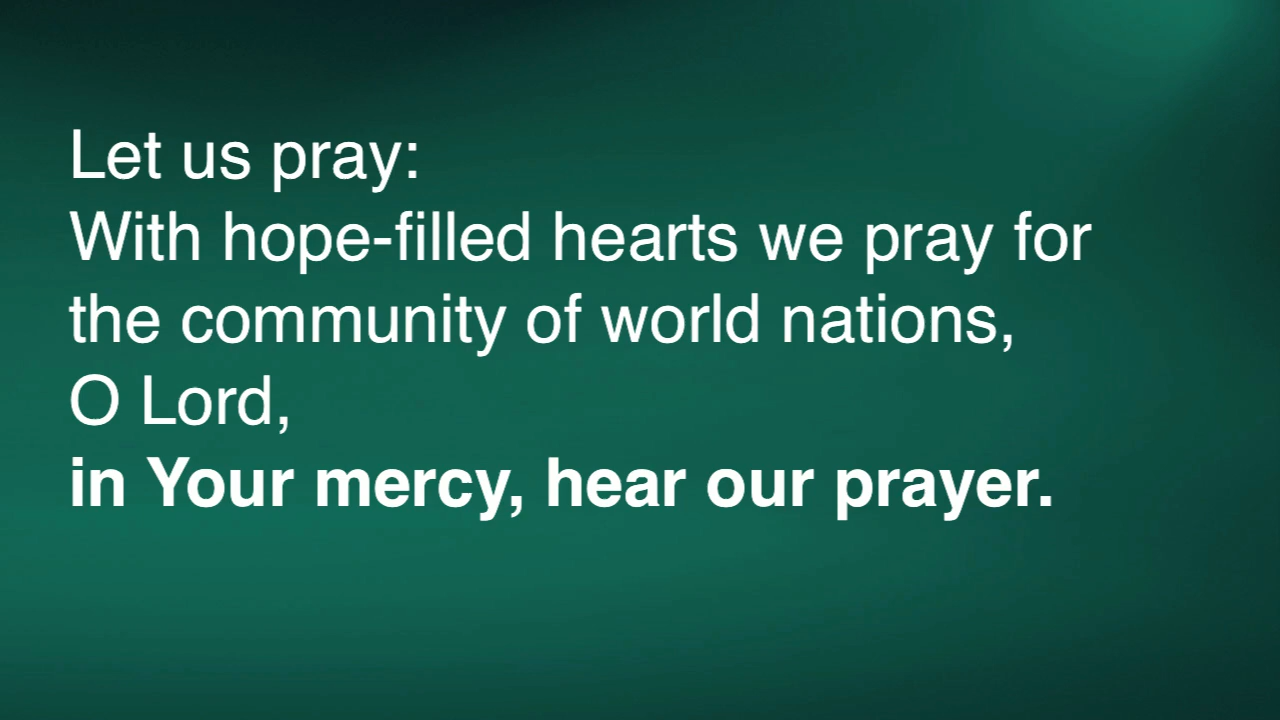 Let us pray:
With hope-filled hearts we pray for
the community of world nations,
O Lord,
in Your mercy, hear our prayer.